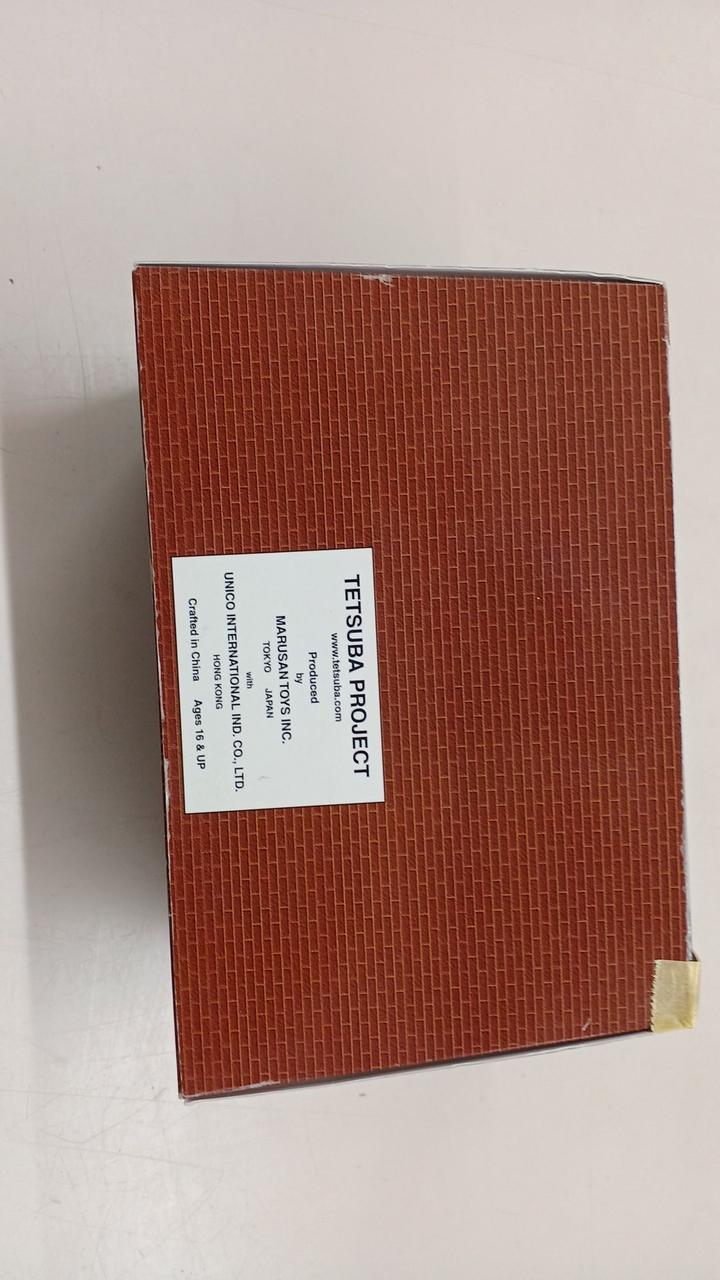 TETSUBA PROJECT
www.tetsuba.com
Produced
by
MARUSAN TOYS INC.
TOKYO JAPAN
with
UNICO INTERNATIONAL IND. CO., LTD.
HONG KONG
Crafted in China Ages 16 & UP